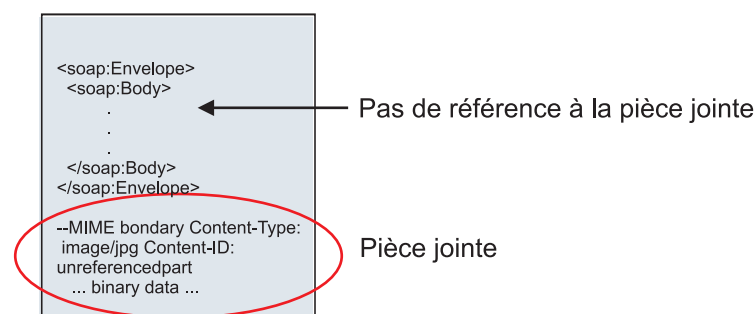 <soap:Envelope>
<soap:Body>
.
.
.
</soap:Body>
</soap:Envelope>
Pas de référence à la pièce jointe
--MIME bondary Content-Type:
image/jpg Content-ID:
unreferencedpart
... binary data ...
Pièce jointe